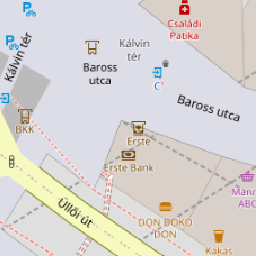 Kálvin tér
Családi
Patika
Kálvin
tér
Baross
utca
C'
Baross utca
BKK
Erste
Erste Bank
Üllői út
DON BOKO
DON
ABC
Kakas